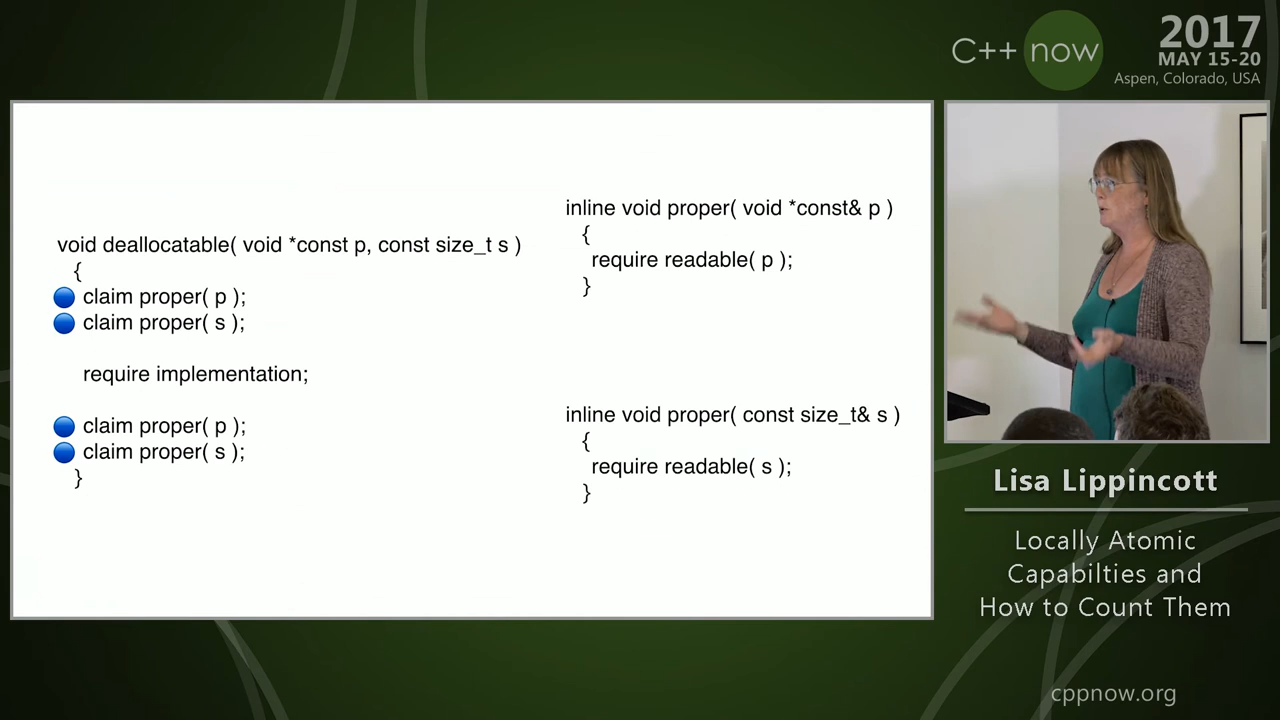 C++ now
2017
MAY 15-20
Aspen, Colorado, USA
void deallocatable( void *const p, const size_t s )
{
claim proper( p );
claim proper( s );
require implementation;
claim proper( p );
claim proper( s );
}
inline void proper( void *const& p )
{
require readable( p );
}
inline void proper( const size_t& s )
{
require readable( s );
}
Lisa Lippincott
Locally Atomic
Capabilties and
How to Count Them
cppnow.org